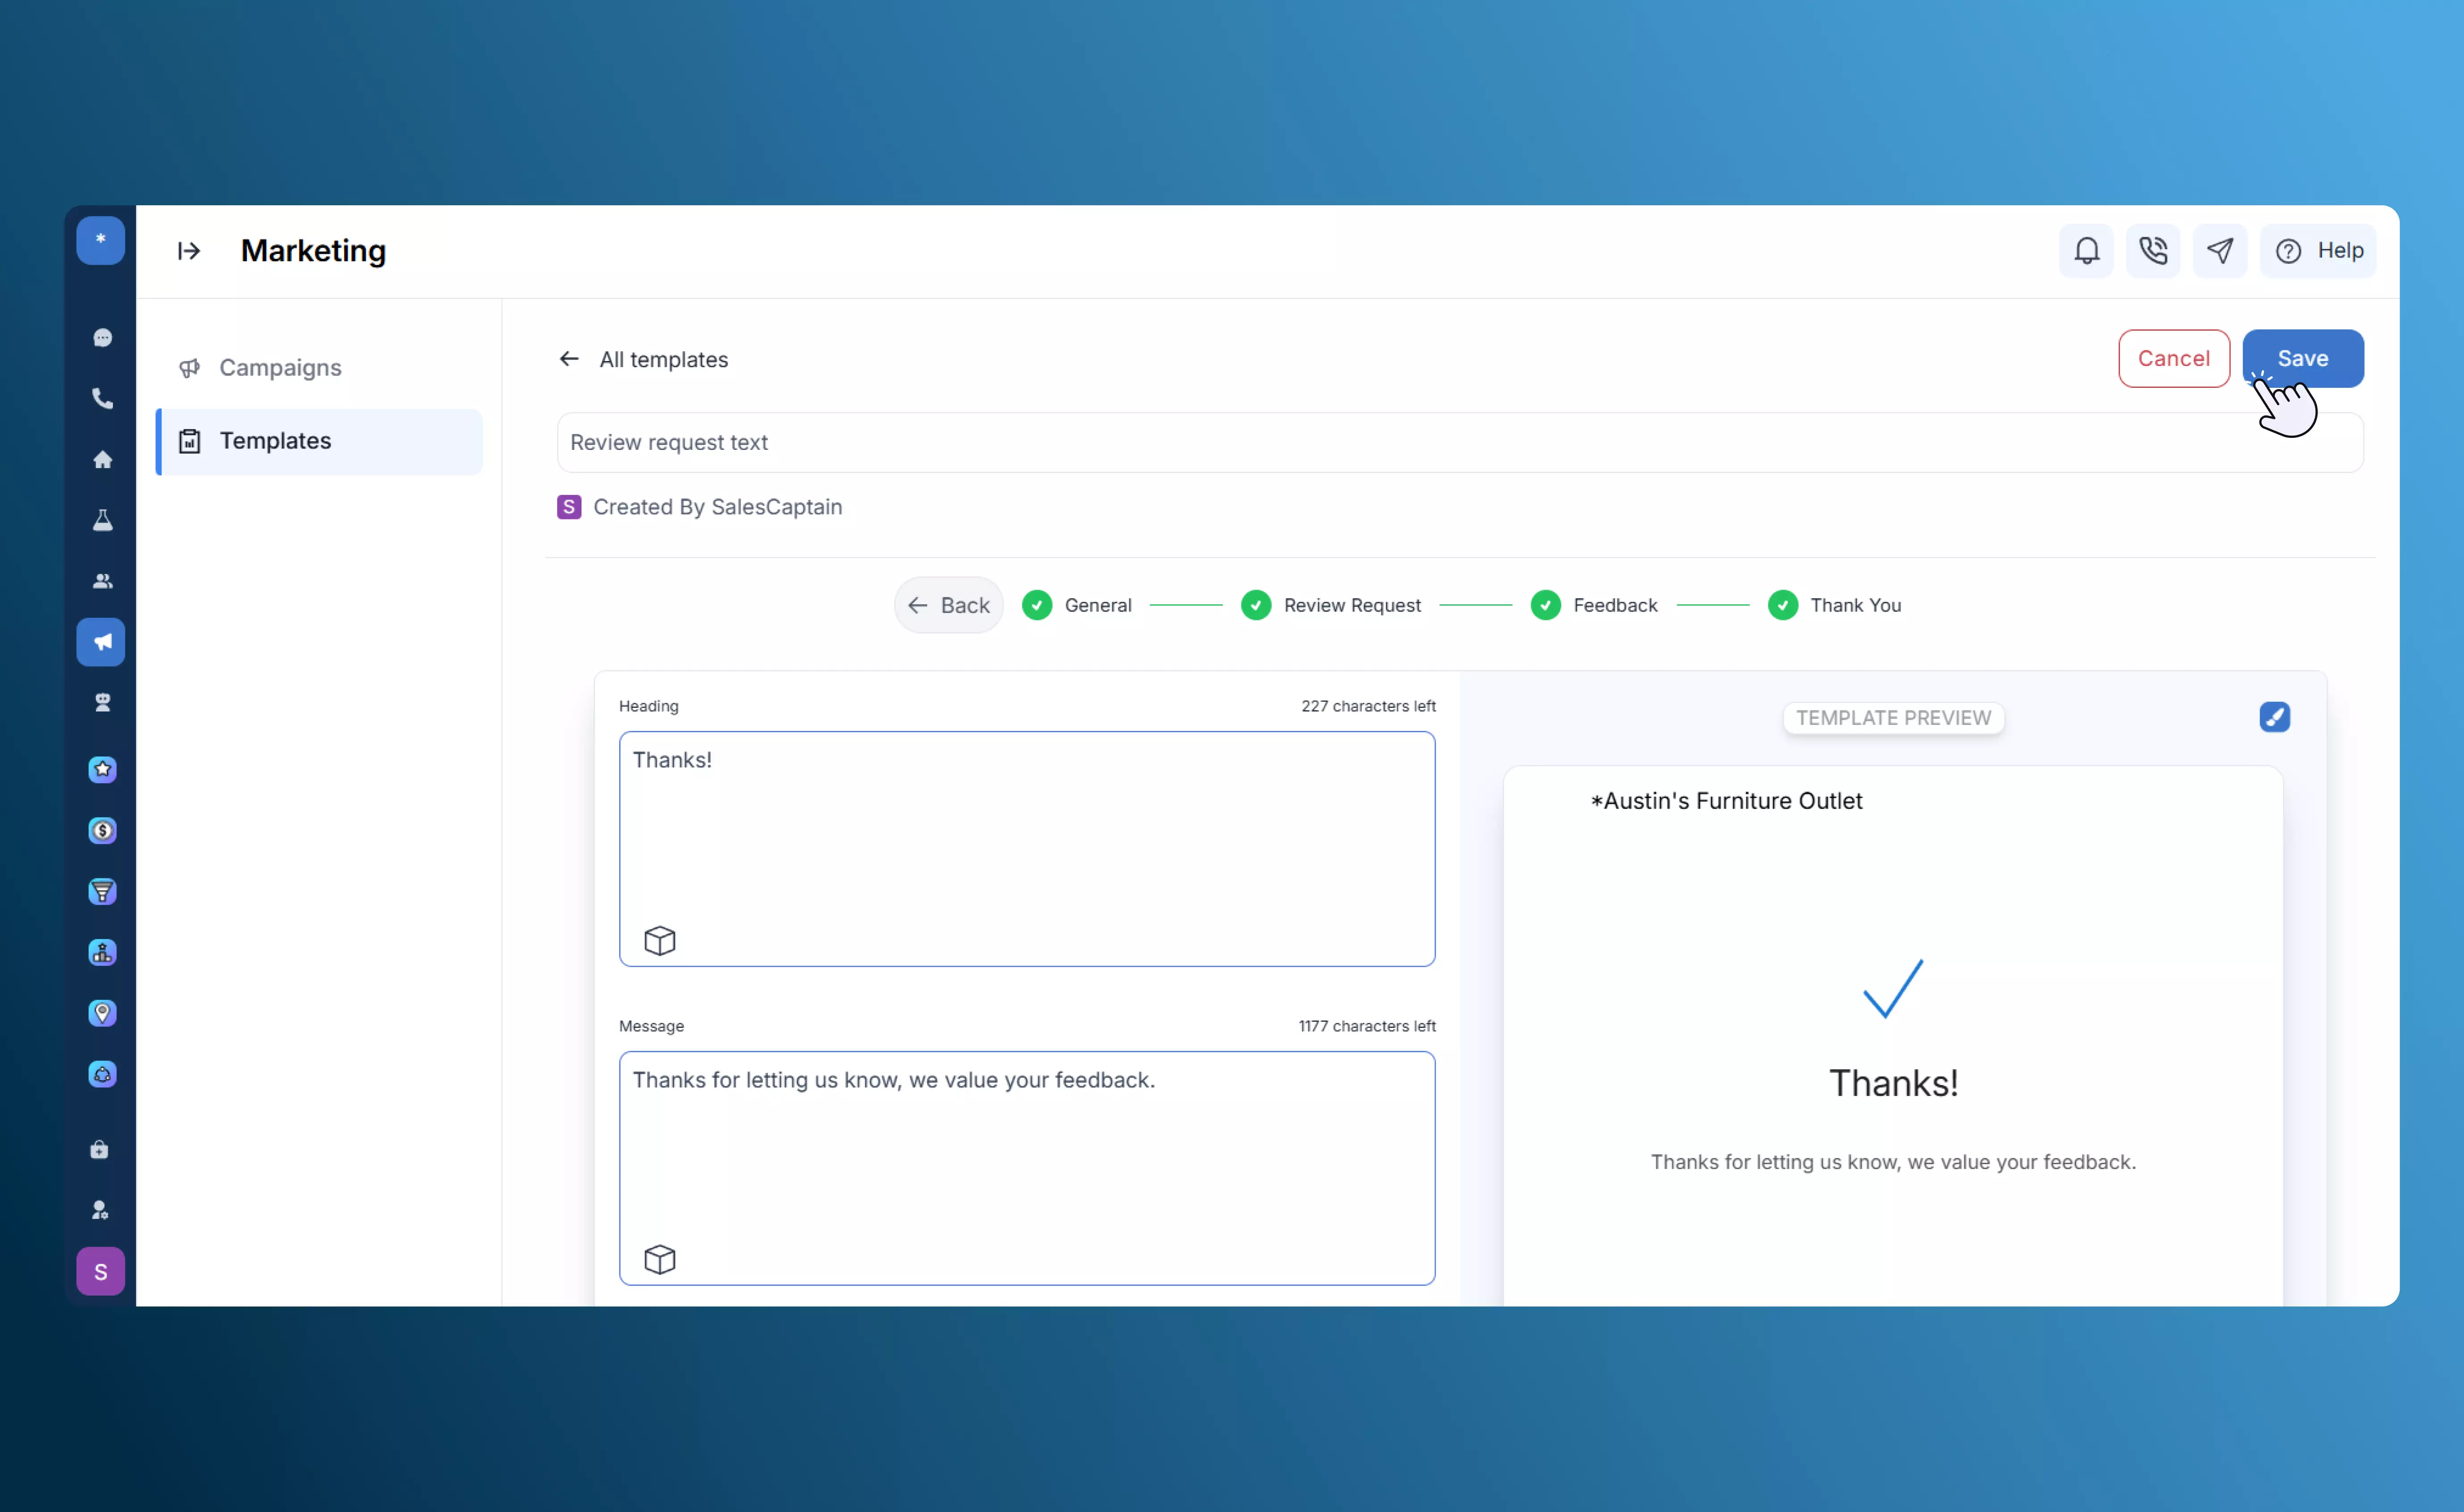 *
Marketing
Help
Campaigns
Templates
All templates
Cancel
Save
Review request text
S Created By SalesCaptain
Back
General
Review Request
Feedback
Thank You
Heading
227 characters left
Thanks!
Message
1177 characters left
Thanks for letting us know, we value your feedback.
TEMPLATE PREVIEW
*Austin's Furniture Outlet
Thanks!
Thanks for letting us know, we value your feedback.
S